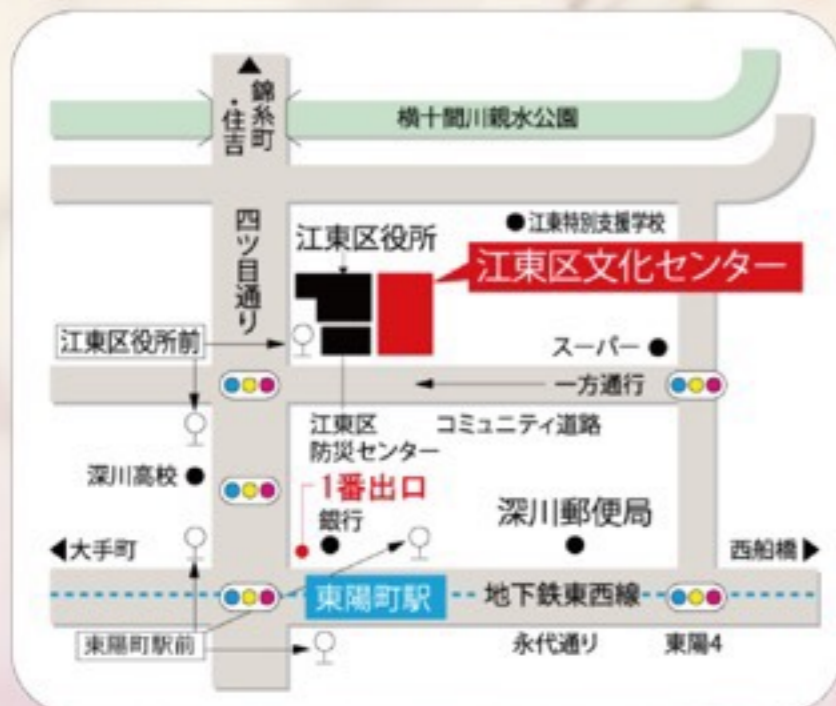 ▲錦糸町
・住吉
横十間川親水公園
四ツ目通り
江東区役所
●江東特別支援学校
江東区文化センター
江東区役所前
スーパー●
一方通行
江東区
防災センター
コミュニティ道路
深川高校●
1番出口
銀行
深川郵便局
◀大手町
西船橋▶
東陽町駅
地下鉄東西線
東陽町駅前
永代通り
東陽4